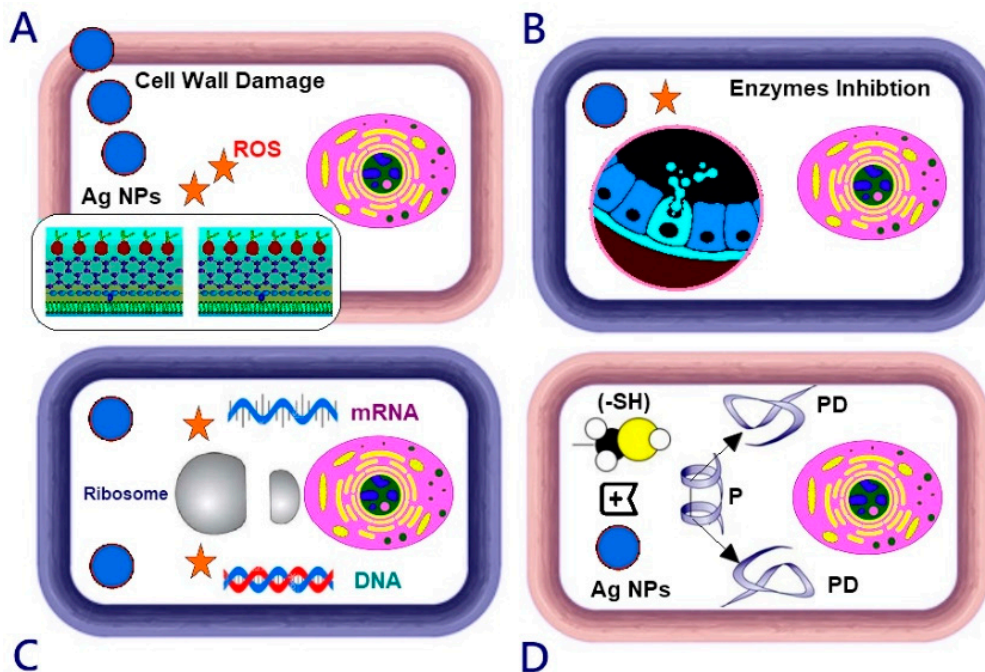 A
Cell Wall Damage
ROS
Ag NPs
B
Enzymes Inhibtion
mRNA
Ribosome
DNA
C
(-SH)
PD
P
+
Ag NPs
PD
D